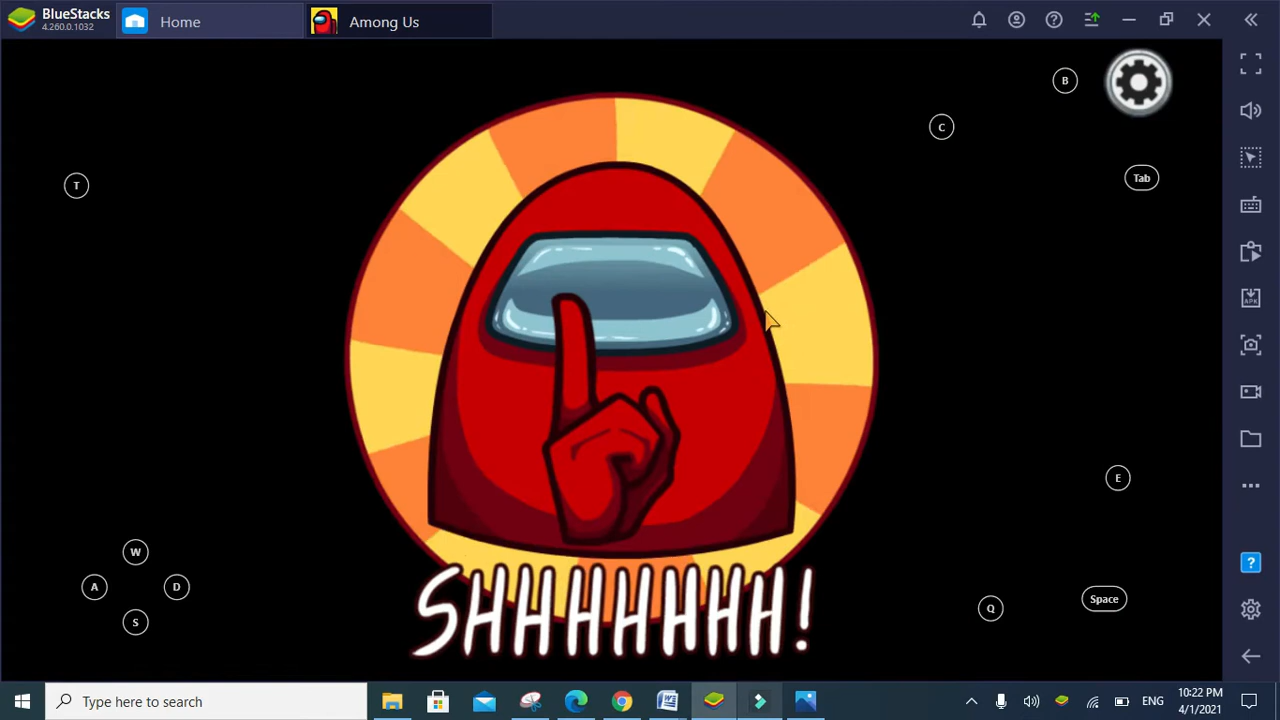 BlueStacks
4.260.0.1032
Home
Among Us
B
C
T
Tab
E
W
A
D
S
Q
Space
SHHHHHHH!
?
Type here to search
ENG
10:22 PM
4/1/2021